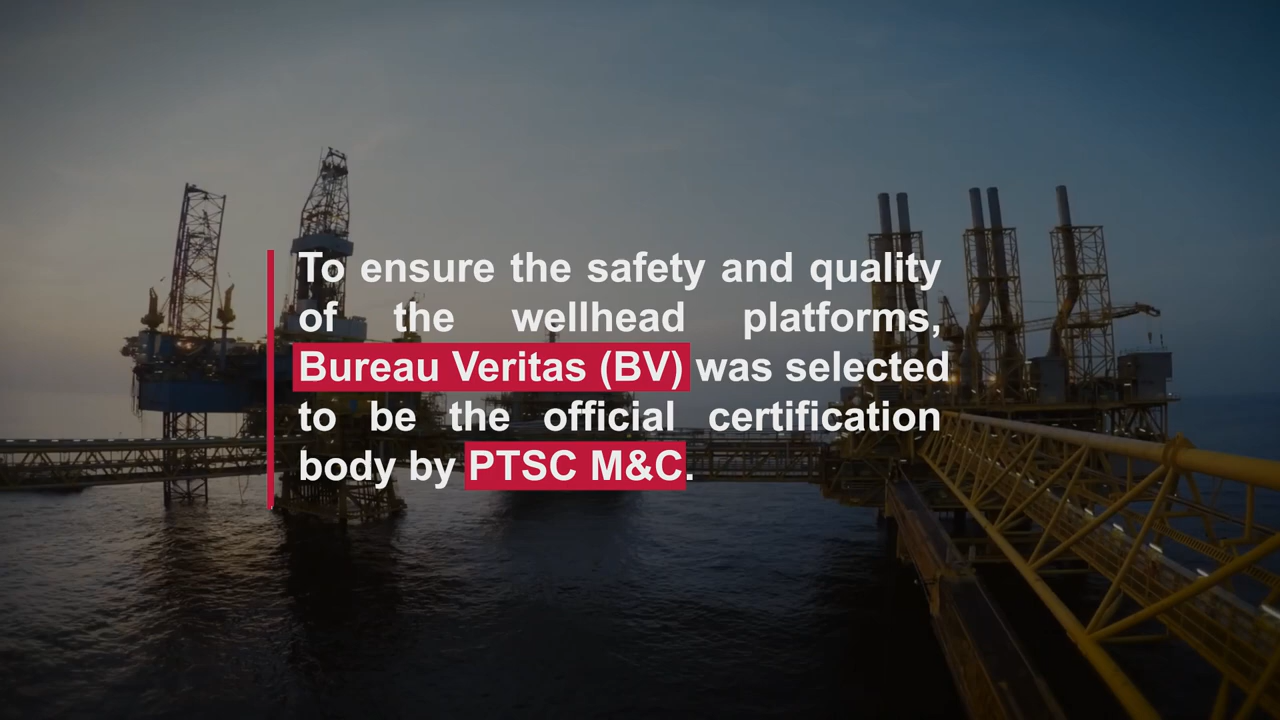 To ensure the safety and quality
of the wellhead platforms,
Bureau Veritas (BV) was selected
to be the official certification
body by PTSC M&C.